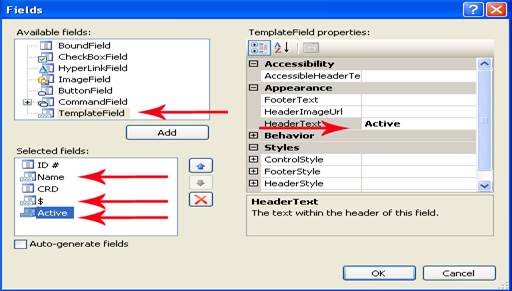 Fields
Available fields:
BoundField
CheckBoxField
HyperLinkField
ImageField
ButtonField
CommandField
TemplateField
Add
Selected fields:
ID #
Name
CRD
$
Active
Auto-generate fields
TemplateField properties:
Accessibility
AccessibleHeaderTe
Appearance
FooterText
HeaderImageUrl
HeaderText Active
Behavior
Styles
ControlStyle
FooterStyle
HeaderStyle
HeaderText
The text within the header of this field.
OK
Cancel